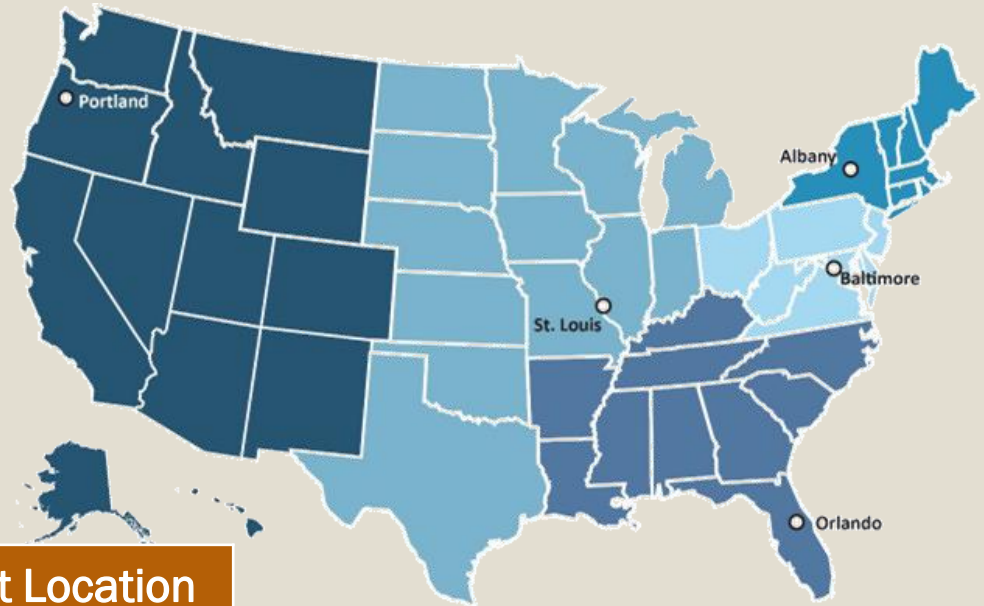 Portland
Albany
Baltimore
St. Louis
Orlando
t Location